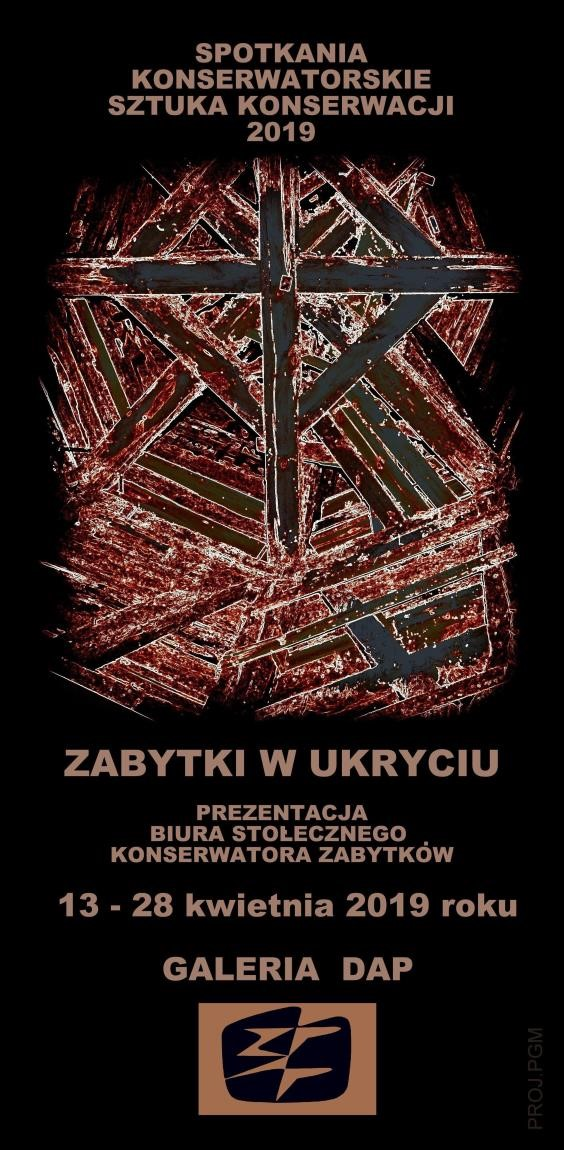 SPOTKANIA
KONSERWATORSKIE
SZTUKA KONSERWACJI
2019
ZABYTKI W UKRYCIU
PREZENTACJA
BIURA STOŁECZNEGO
KONSERWATORA ZABYTKÓW
13 - 28 kwietnia 2019 roku
GALERIA DAP
PROJ.PGM